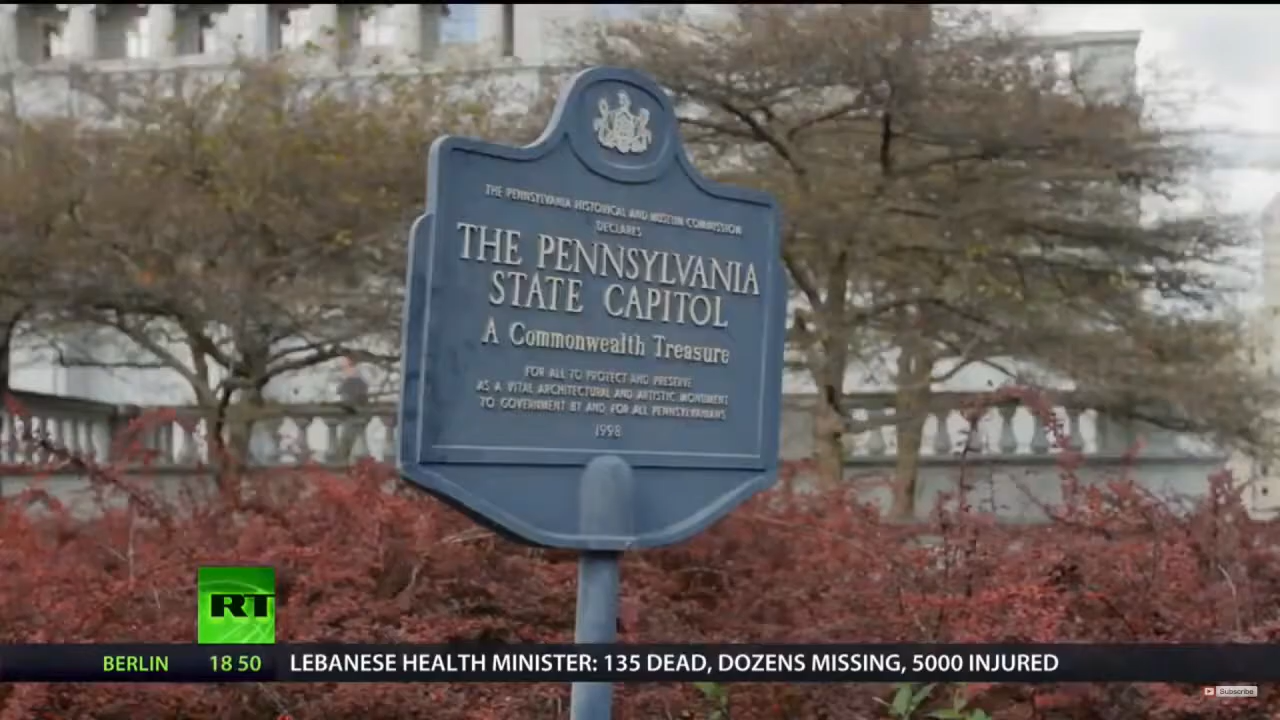 THE PENNSYLVANIA HISTORICAL AND MUSEUM COMMISSION
DECLARES
THE PENNSYLVANIA
STATE CAPITOL
A Commonwealth Treasure
FOR ALL TO PROTECT AND PRESERVE
AS A VITAL ARCHITECTURAL AND ARTISTIC MONUMENT
TO GOVERNMENT BY AND FOR ALL PENNSYLVANIANS
1998
RT
BERLIN 18 50 LEBANESE HEALTH MINISTER: 135 DEAD, DOZENS MISSING, 5000 INJURED
Subscribe